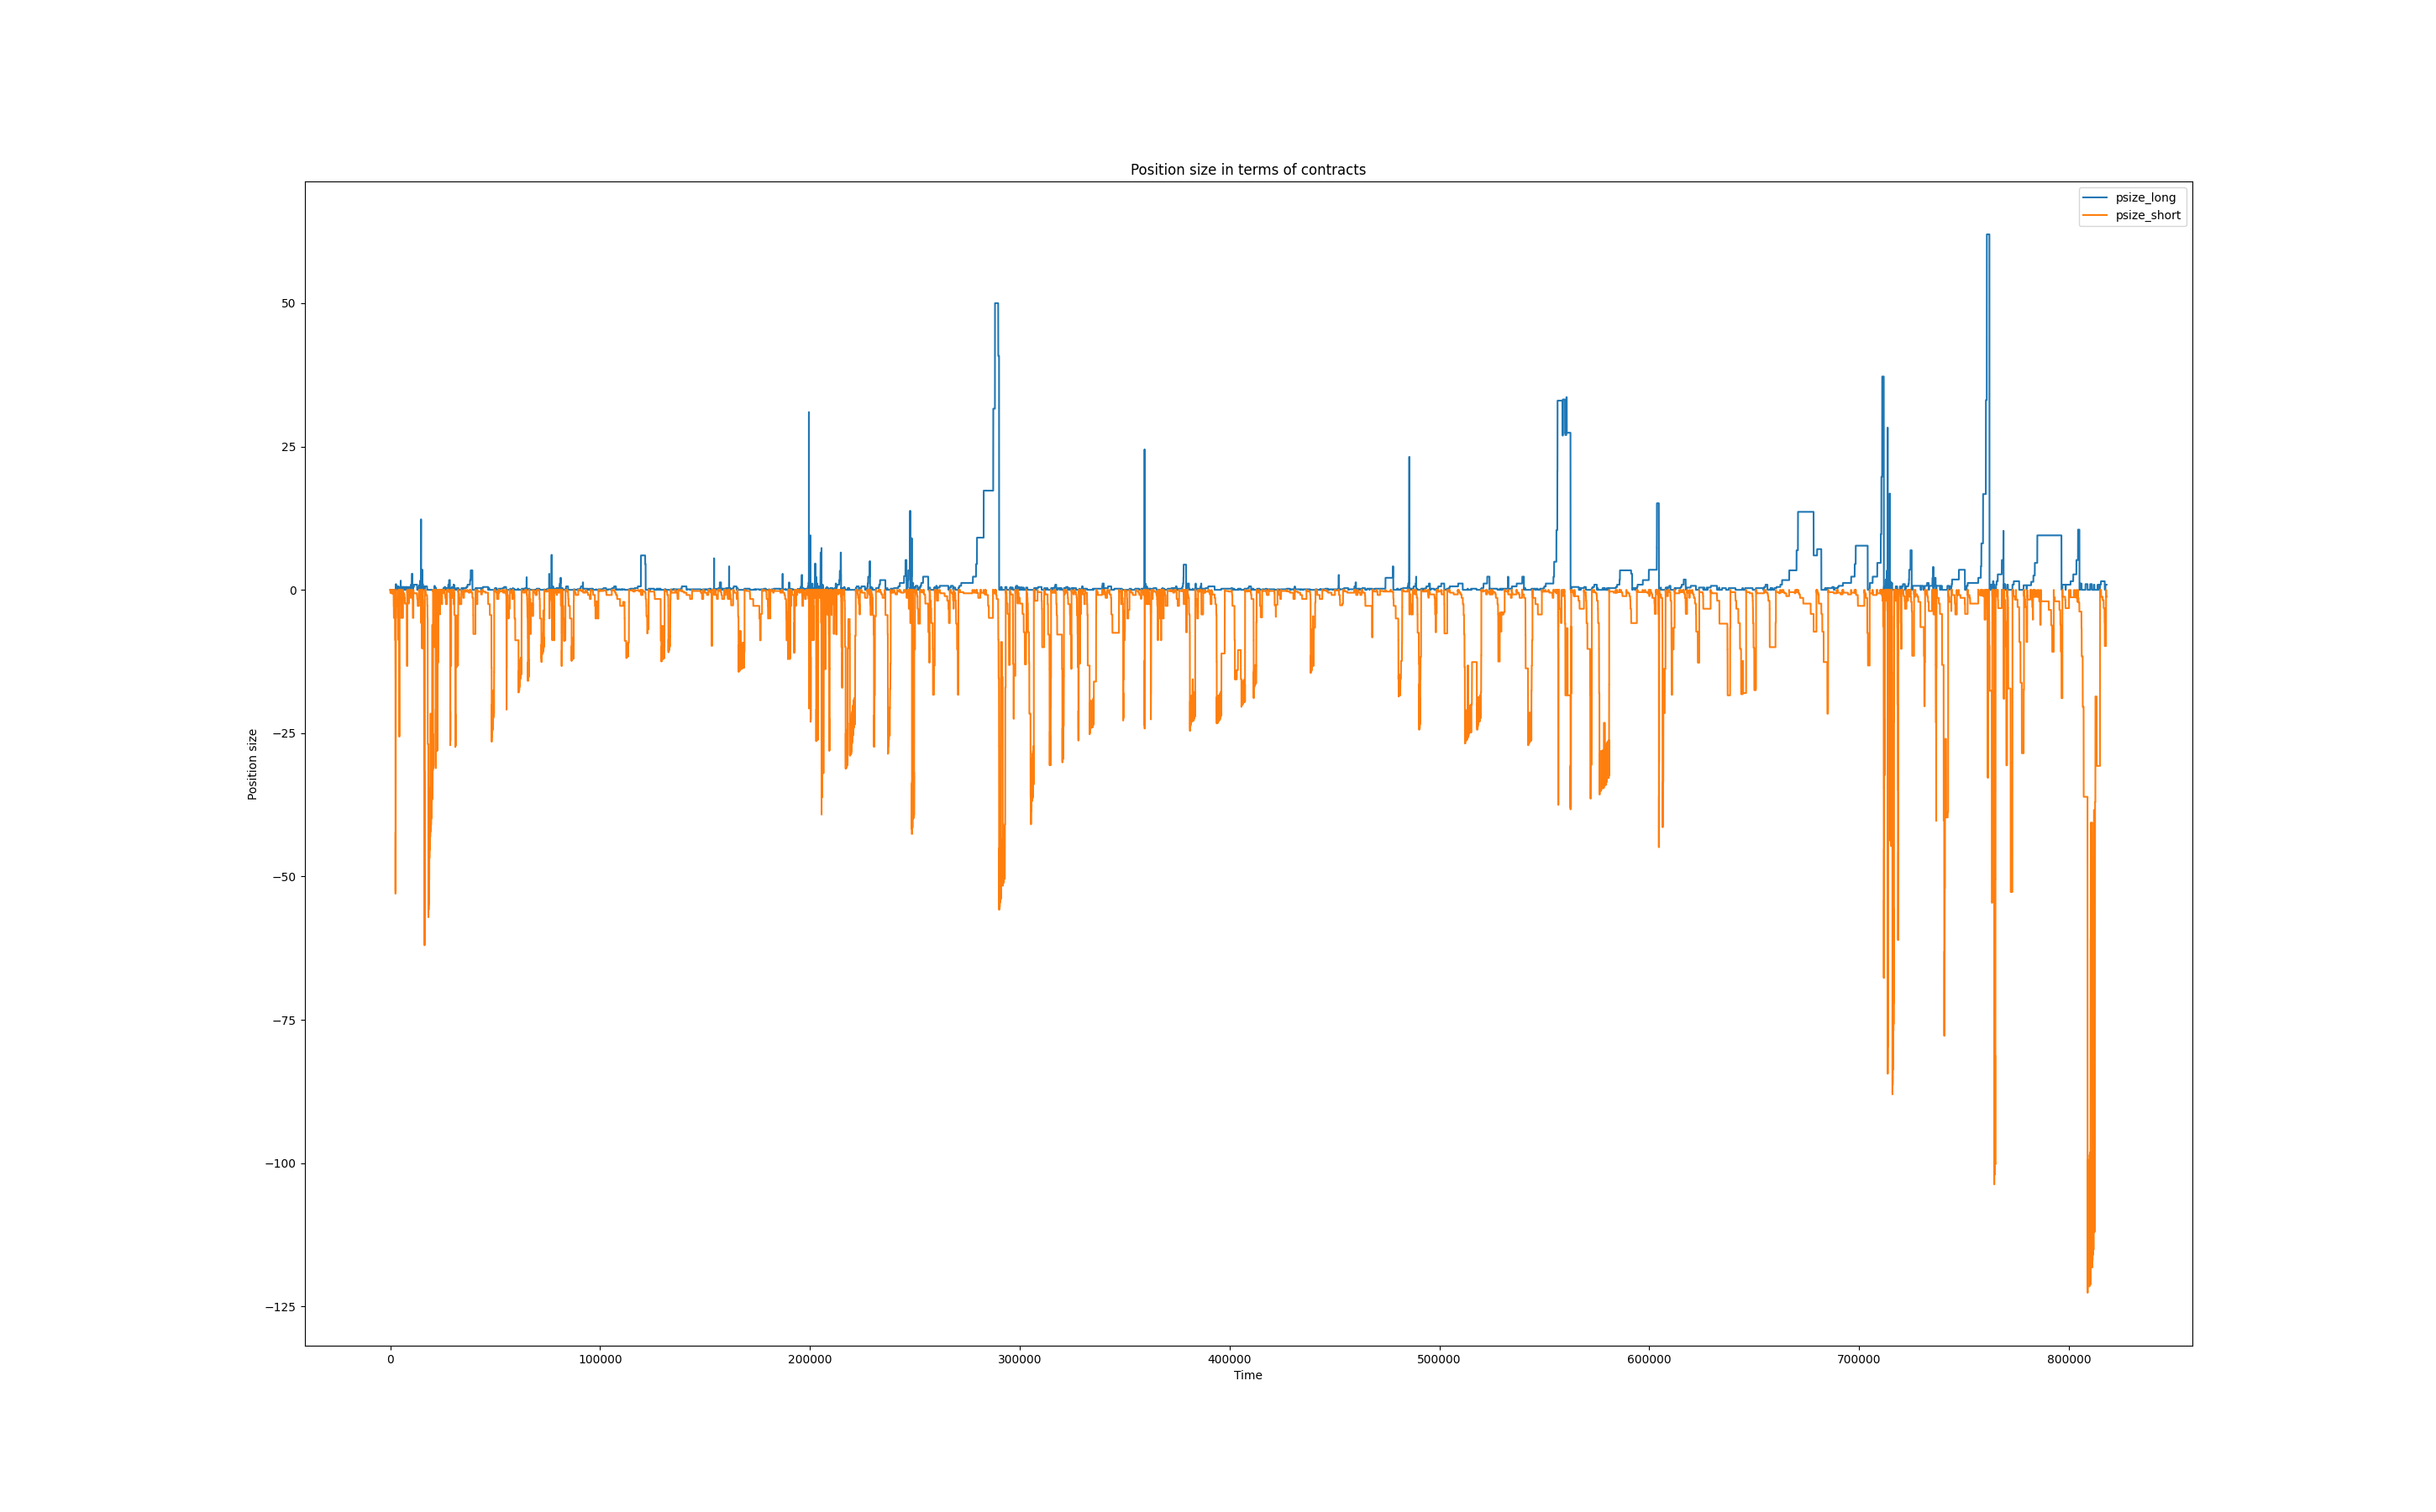 Position size in terms of contracts
psize_long
psize_short
50
25
0
−25
−50
−75
−100
−125
Position size
0 100000 200000 300000 400000 500000 600000 700000 800000
Time